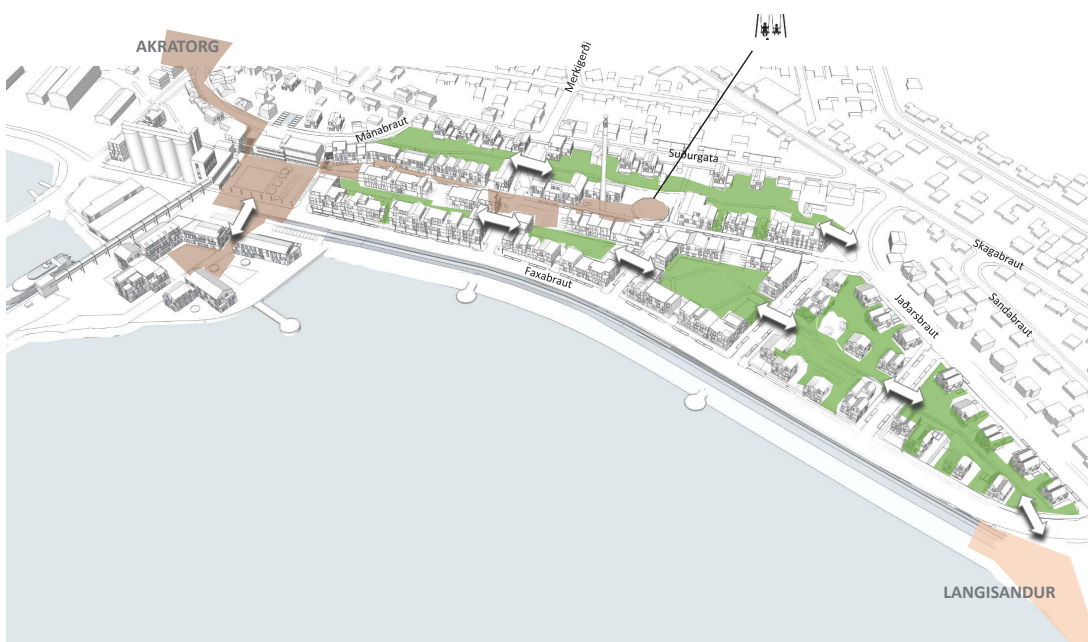 AKRATORG
Merkigerði
Mánabraut
Suðurgata
Skagabraut
Sandabraut
Jaðarsbraut
Faxabraut
LANGISANDUR